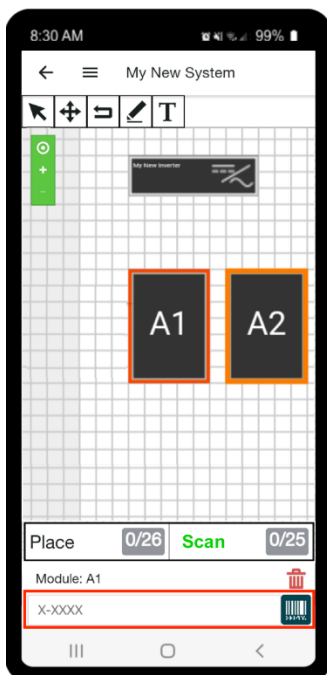 8:30 AM 99%
My New System
T
+
-
My New Inverter
A1 A2
Place 0/26 Scan 0/25
Module: A1
X-XXXX